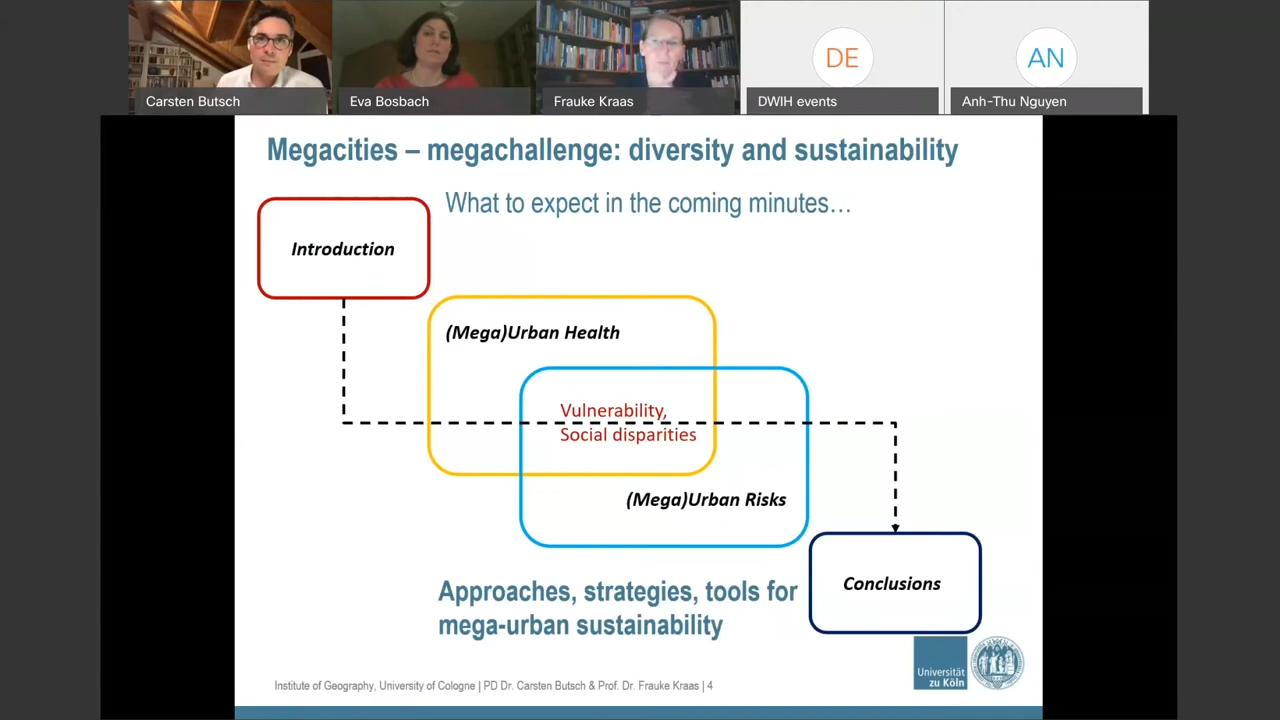 DE
AN
Carsten Butsch
Eva Bosbach
Frauke Kraas
DWIH events
Anh-Thu Nguyen
Megacities – megachallenge: diversity and sustainability
What to expect in the coming minutes…
Introduction
(Mega)Urban Health
Vulnerability,
Social disparities
(Mega)Urban Risks
Conclusions
Approaches, strategies, tools for
mega-urban sustainability
Universität
zu Köln
Institute of Geography, University of Cologne | PD Dr. Carsten Butsch & Prof. Dr. Frauke Kraas | 4